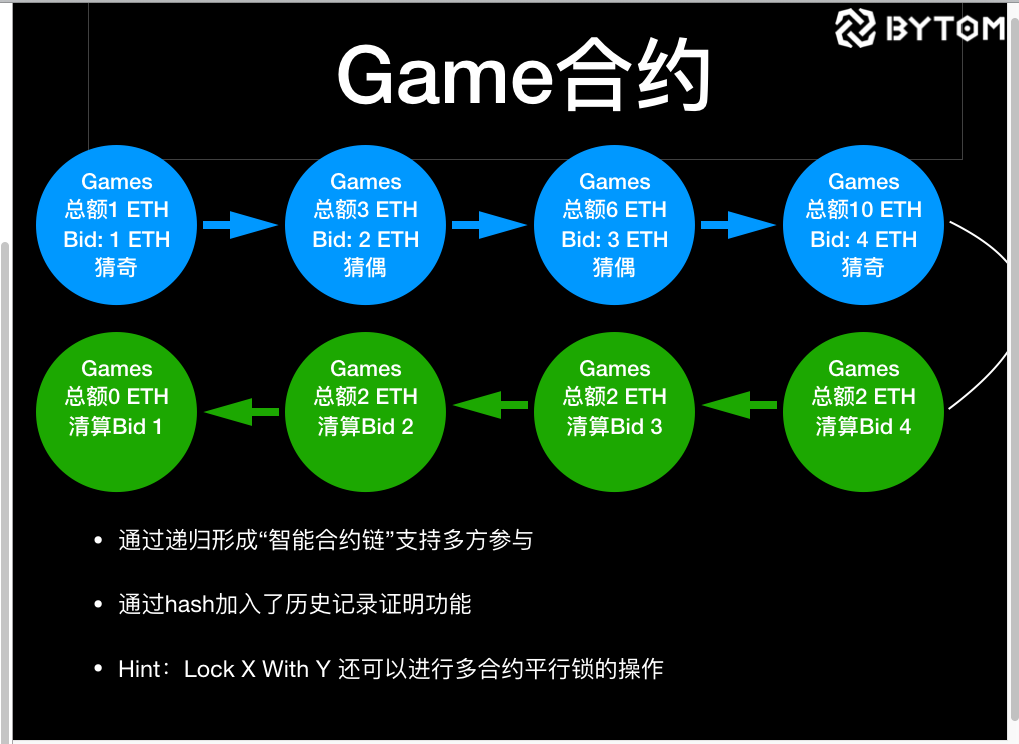 BYTOM
Game合约
Games
总额1 ETH
Bid: 1 ETH
猜奇
Games
总额3 ETH
Bid: 2 ETH
猜偶
Games
总额6 ETH
Bid: 3 ETH
猜偶
Games
总额10 ETH
Bid: 4 ETH
猜奇
Games
总额0 ETH
清算Bid 1
Games
总额2 ETH
清算Bid 2
Games
总额2 ETH
清算Bid 3
Games
总额2 ETH
清算Bid 4
• 通过递归形成“智能合约链”支持多方参与
• 通过hash加入了历史记录证明功能
• Hint：Lock X With Y 还可以进行多合约平行锁的操作